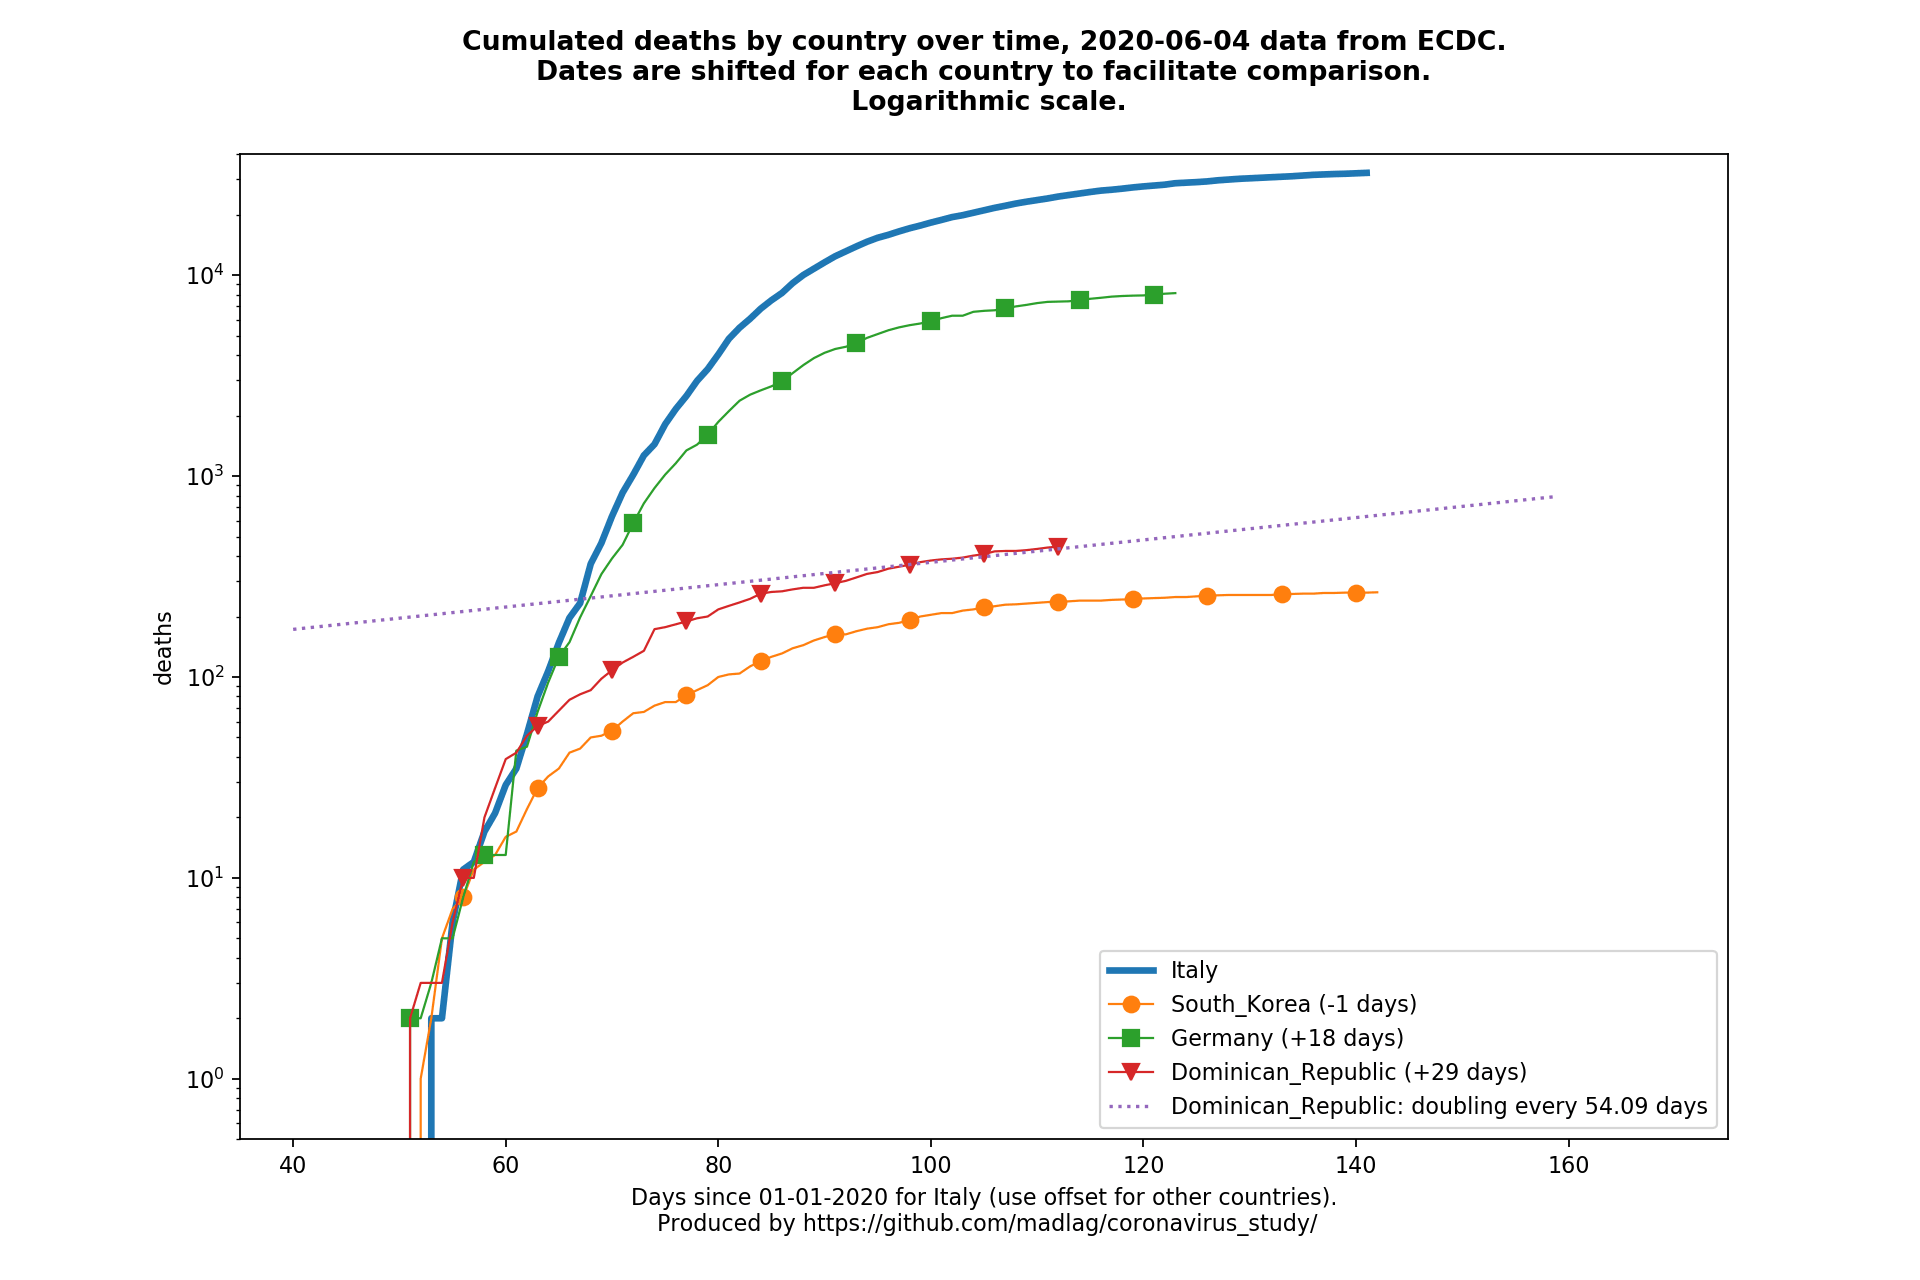 Cumulated deaths by country over time, 2020-06-04 data from ECDC.
Dates are shifted for each country to facilitate comparison.
Logarithmic scale.
deaths
10^4
10^3
10^2
10^1
10^0
Italy
South_Korea (-1 days)
Germany (+18 days)
Dominican_Republic (+29 days)
Dominican_Republic: doubling every 54.09 days
40 60 80 100 120 140 160
Days since 01-01-2020 for Italy (use offset for other countries).
Produced by https://github.com/madlag/coronavirus_study/